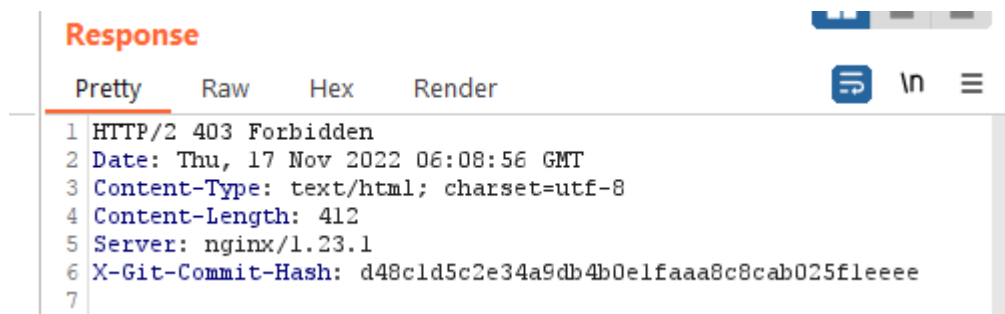 Response
Pretty Raw Hex Render \n
1 HTTP/2 403 Forbidden
2 Date: Thu, 17 Nov 2022 06:08:56 GMT
3 Content-Type: text/html; charset=utf-8
4 Content-Length: 412
5 Server: nginx/1.23.1
6 X-Git-Commit-Hash: d48c1d5c2e34a9db4b0e1faaa8c8cab025f1eeee
7